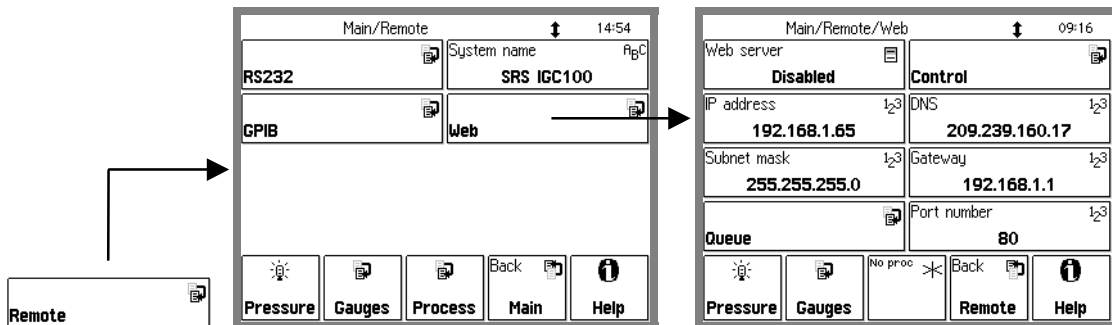 Main/Remote 14:54
RS232
System name ABC
SRS IGC100
GPIB
Web
Pressure
Gauges
Process
Back
Main
Help
Remote
Main/Remote/Web 09:16
Web server
Disabled
Control
IP address 123
192.168.1.65
DNS 123
209.239.160.17
Subnet mask 123
255.255.255.0
Gateway 123
192.168.1.1
Queue
Port number 123
80
Pressure
Gauges
No proc
Back
Remote
Help